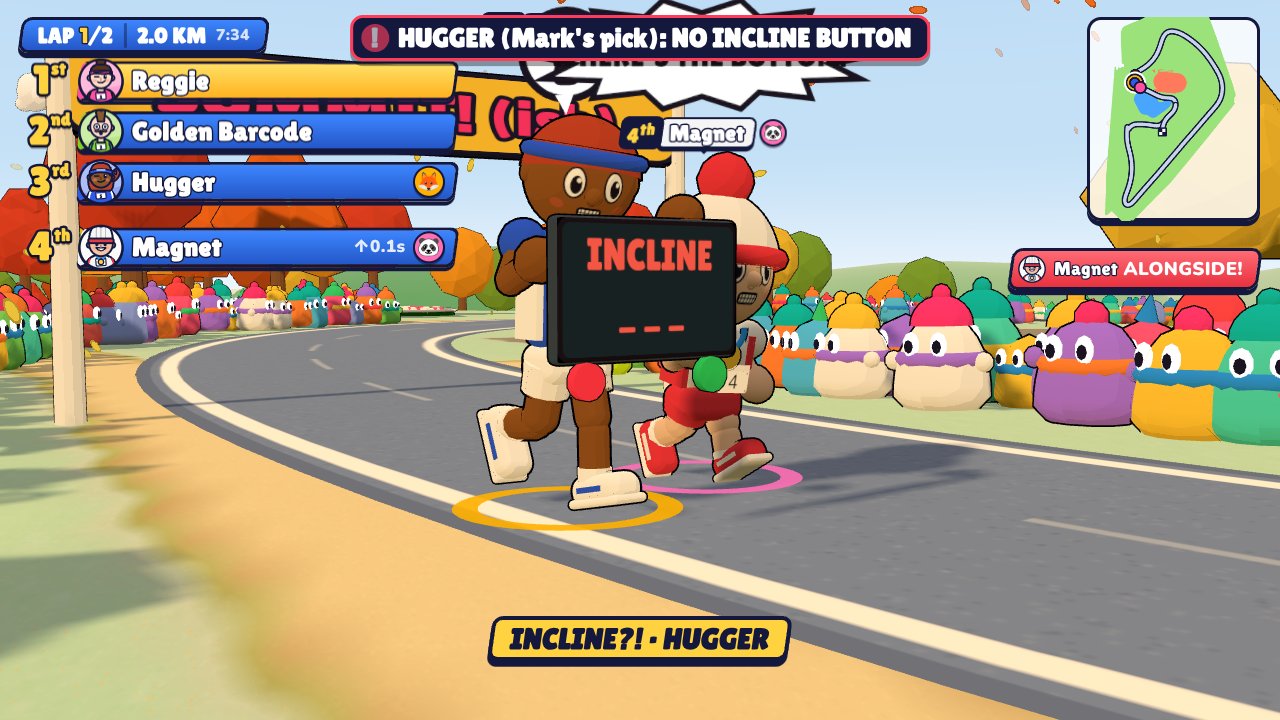 LAP 1/2 2.0 KM 7:34
! HUGGER (Mark's pick): NO INCLINE BUTTON
1st Reggie
2nd Golden Barcode
3rd Hugger
4th Magnet ↑0.1s
! (ish)
4th Magnet
Magnet ALONGSIDE!
INCLINE
_ _ _
4
INCLINE?! · HUGGER